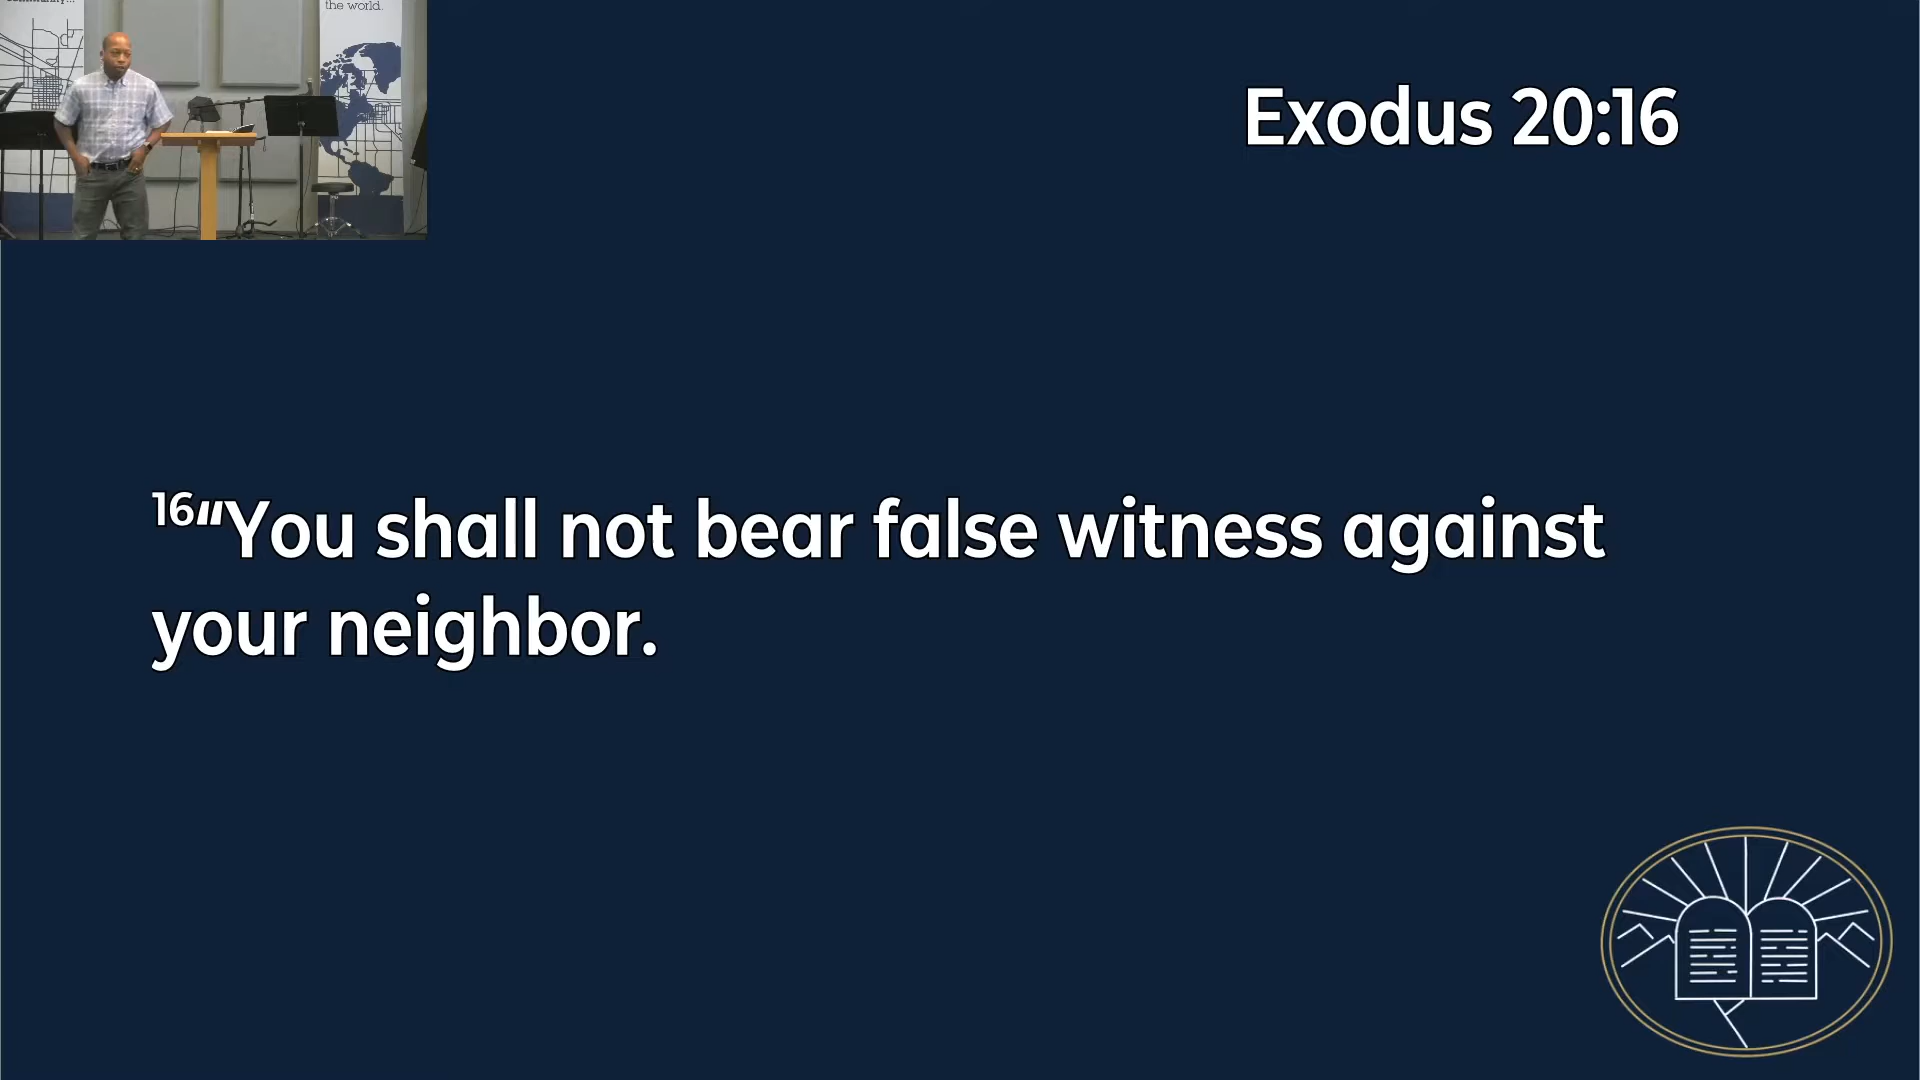 the world.
Exodus 20:16
16“You shall not bear false witness against
your neighbor.